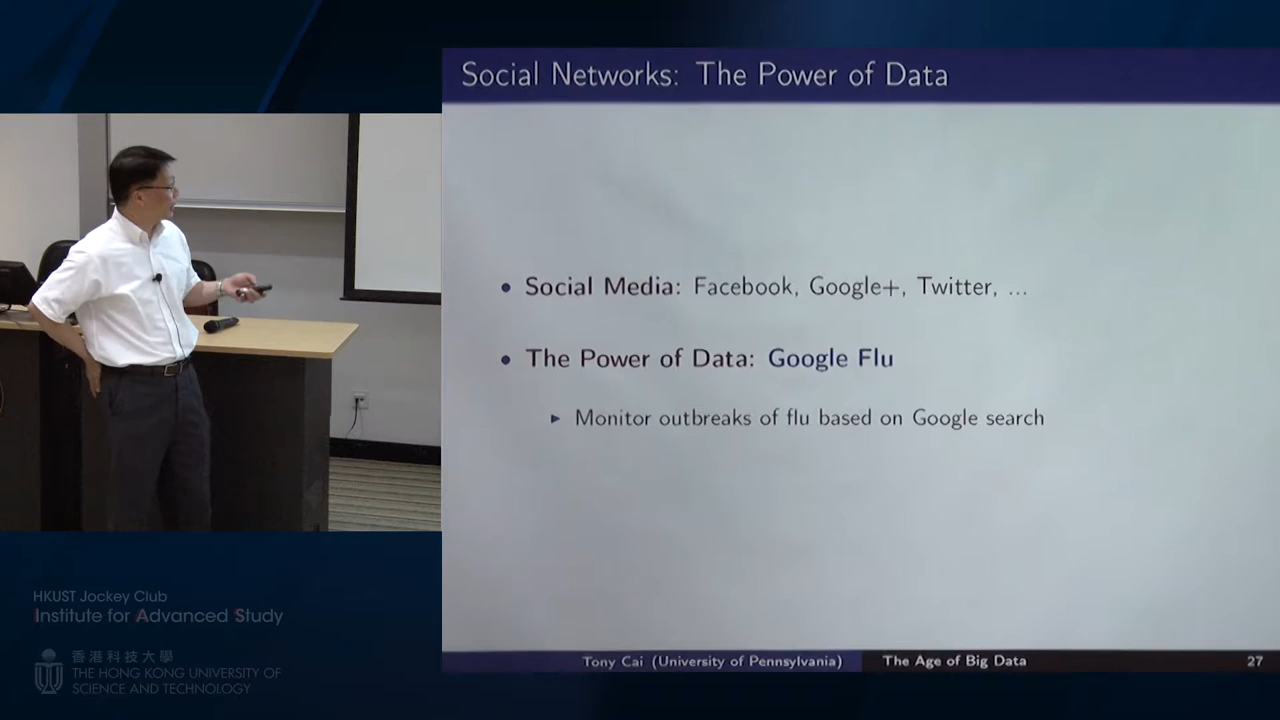 Social Networks: The Power of Data
• Social Media: Facebook, Google+, Twitter, ...
• The Power of Data: Google Flu
▸ Monitor outbreaks of flu based on Google search
Tony Cai (University of Pennsylvania) The Age of Big Data 27
HKUST Jockey Club
Institute for Advanced Study
香港科技大學
THE HONG KONG UNIVERSITY OF
SCIENCE AND TECHNOLOGY